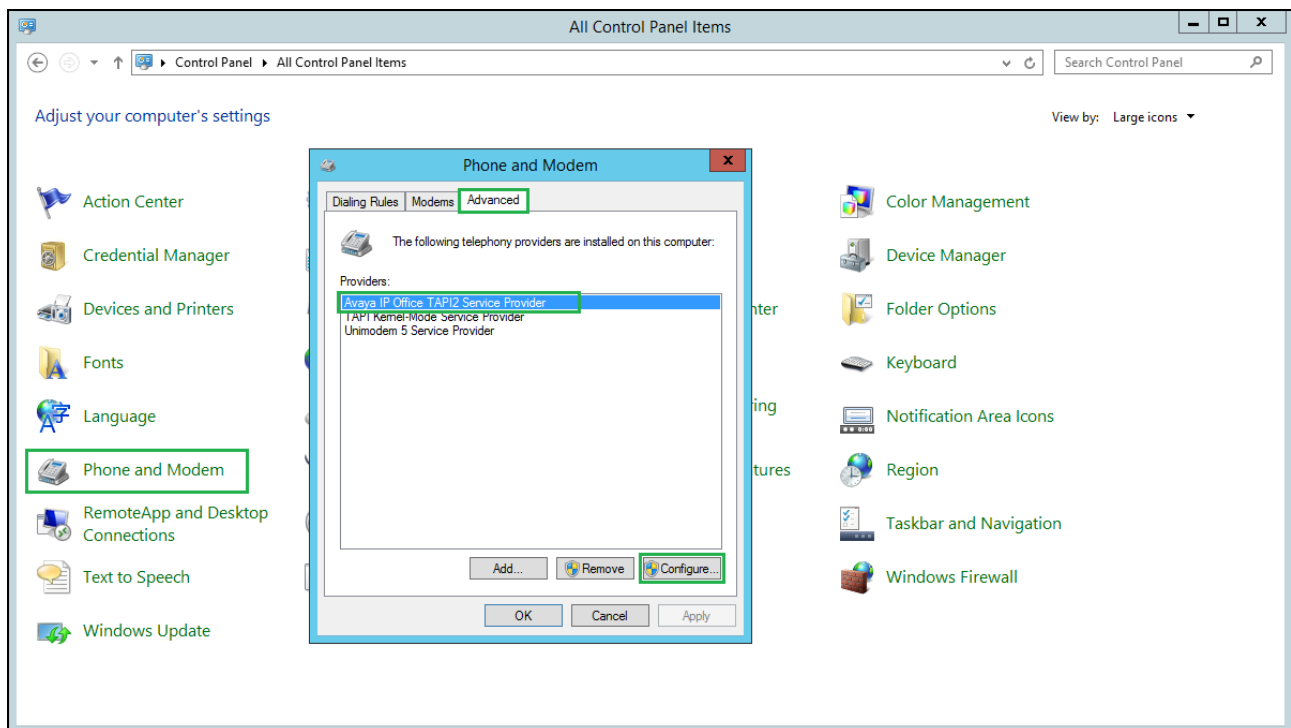 All Control Panel Items
Control Panel
All Control Panel Items
Search Control Panel
Adjust your computer's settings
View by: Large icons
Action Center
Credential Manager
Devices and Printers
Fonts
Language
Phone and Modem
RemoteApp and Desktop
Connections
Text to Speech
Windows Update
Phone and Modem
Dialing Rules
Modems
Advanced
The following telephony providers are installed on this computer:
Providers:
Avaya IP Office TAPI2 Service Provider
TAPI Kernel-Mode Service Provider
Unimodem 5 Service Provider
Add...
Remove
Configure...
OK
Cancel
Apply
nter
ring
tures
Color Management
Device Manager
Folder Options
Keyboard
Notification Area Icons
Region
Taskbar and Navigation
Windows Firewall